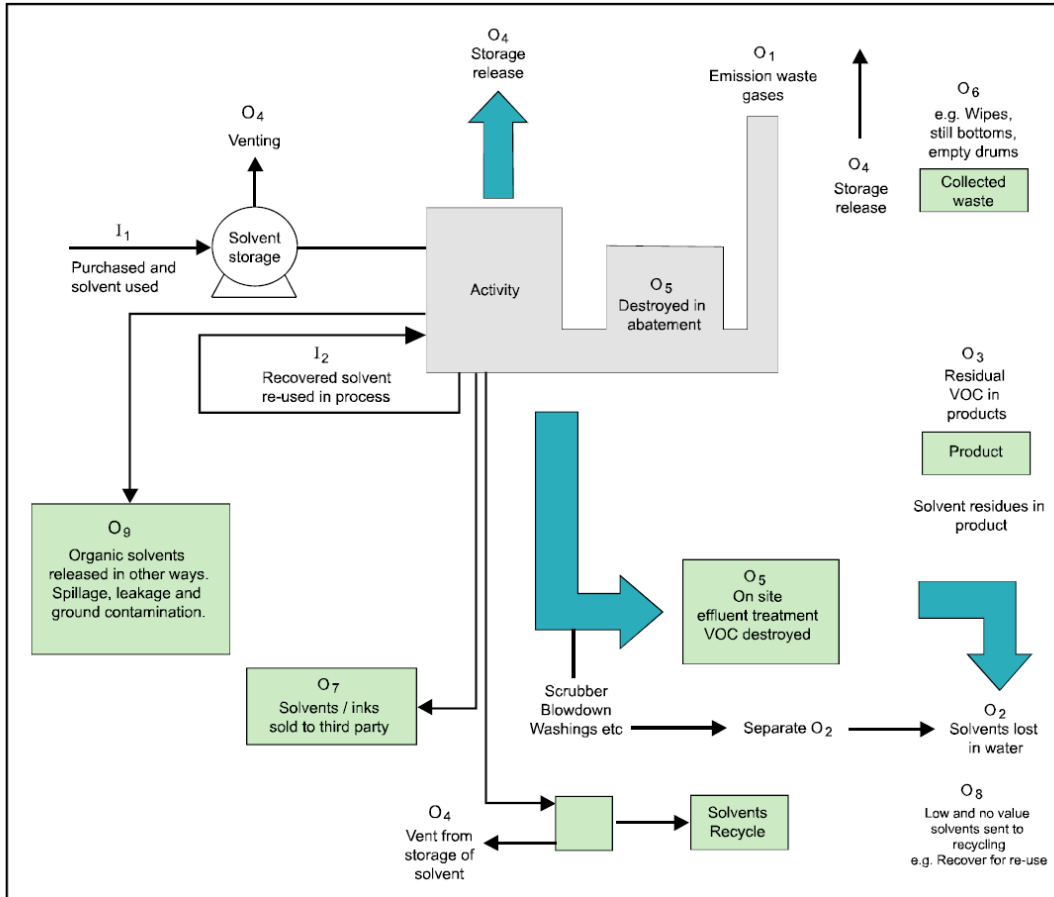 O4
Storage
release
O1
Emission waste
gases
O6
e.g. Wipes,
still bottoms,
empty drums
Collected
waste
O4
Storage
release
O4
Venting
I1
Purchased and
solvent used
Solvent
storage
Activity
O5
Destroyed in
abatement
I2
Recovered solvent
re-used in process
O3
Residual
VOC in
products
Product
Solvent residues in
product
O9
Organic solvents
released in other ways.
Spillage, leakage and
ground contamination.
O5
On site
effluent treatment
VOC destroyed
O7
Solvents / inks
sold to third party
Scrubber
Blowdown
Washings etc
Separate O2
O2
Solvents lost
in water
O4
Vent from
storage of
solvent
Solvents
Recycle
O8
Low and no value
solvents sent to
recycling
e.g. Recover for re-use